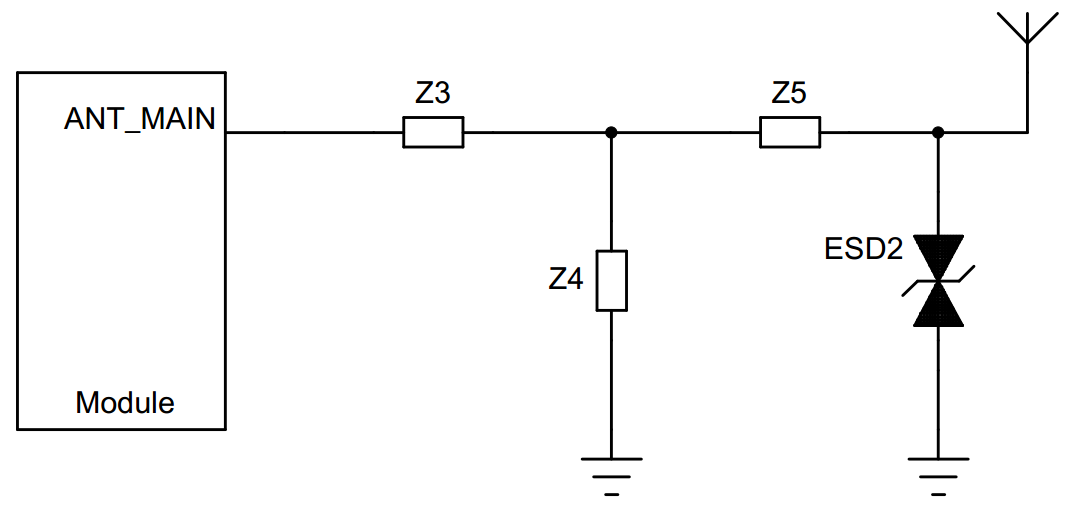 Z3
Z5
ANT_MAIN
ESD2
Z4
Module